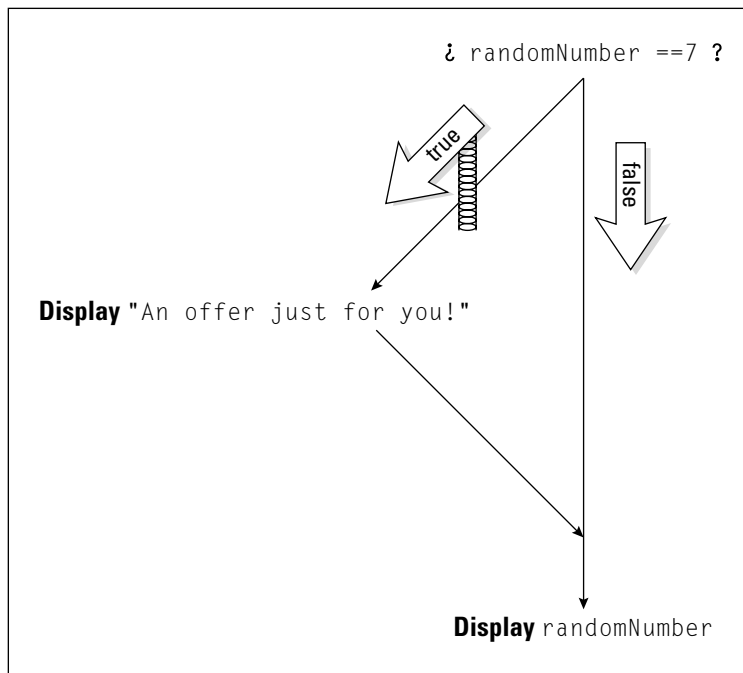 ¿ randomNumber ==7 ?
true
false
Display "An offer just for you!"
Display randomNumber